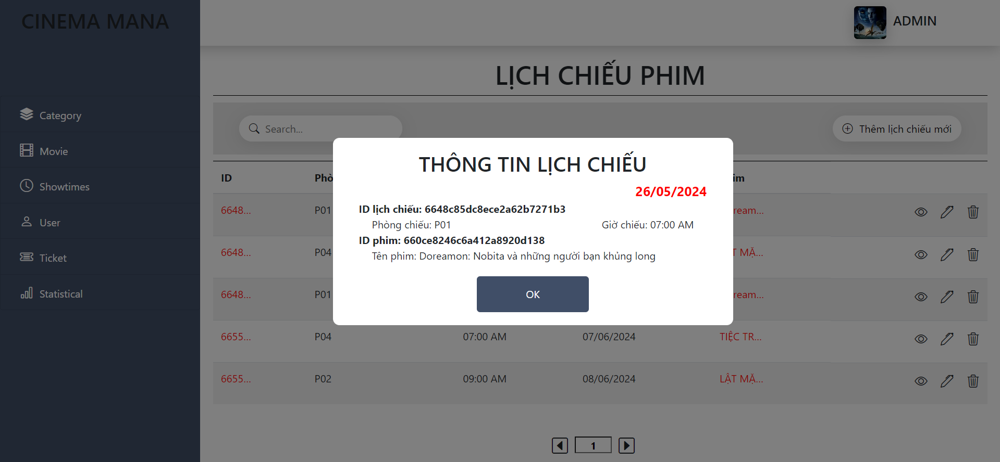 CINEMA MANA
ADMIN
Category
Movie
Showtimes
User
Ticket
Statistical
LỊCH CHIẾU PHIM
Search...
Thêm lịch chiếu mới
ID Phò im
6648... P01 ream...
6648... P04 T MẶ...
6648... P01 ream...
6655... P04 07:00 AM 07/06/2024 TIỆC TR...
6655... P02 09:00 AM 08/06/2024 LẬT MẶ...
1
THÔNG TIN LỊCH CHIẾU
26/05/2024
ID lịch chiếu: 6648c85dc8ece2a62b7271b3
Phòng chiếu: P01 Giờ chiếu: 07:00 AM
ID phim: 660ce8246c6a412a8920d138
Tên phim: Doreamon: Nobita và những người bạn khủng long
OK